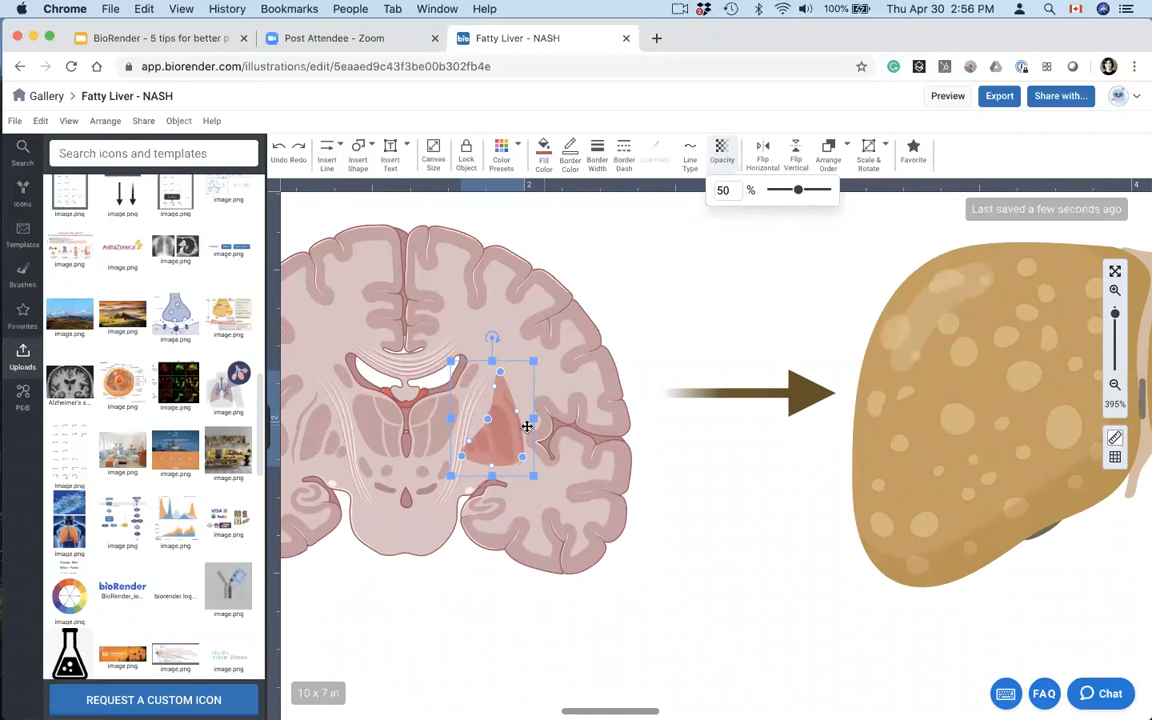 Chrome File Edit View History Bookmarks People Tab Window Help 100% Thu Apr 30 2:56 PM
BioRender - 5 tips for better p Post Attendee - Zoom Fatty Liver - NASH
app.biorender.com/illustrations/edit/5eaaed9c43f3be00b302fb4e
Gallery > Fatty Liver - NASH Preview Export Share with...
File Edit View Arrange Share Object Help
Search icons and templates
Undo Redo Insert Line Insert Shape Insert Text Canvas Size Lock Object Color Presets Fill Color Border Color Border Width Border Dash Line Type Opacity Flip Horizontal Flip Vertical Arrange Order Scale & Rotate Favorite
50 %
2 4
Last saved a few seconds ago
Search
Icons
Templates
Brushes
Favorites
Uploads
PDB
image.png image.png image.png image.png
AstraZeneca
image.png image.png image.png image.png
image.png image.png image.png image.png
Alzheimer's s... image.png image.png image.png
image.png image.png image.png image.png
VISA
image.png image.png image.png image.png
bioRender
image.png BioRender_lo... biorender log... image.png
image.png image.png image.png
395%
REQUEST A CUSTOM ICON
10 x 7 in
FAQ
Chat